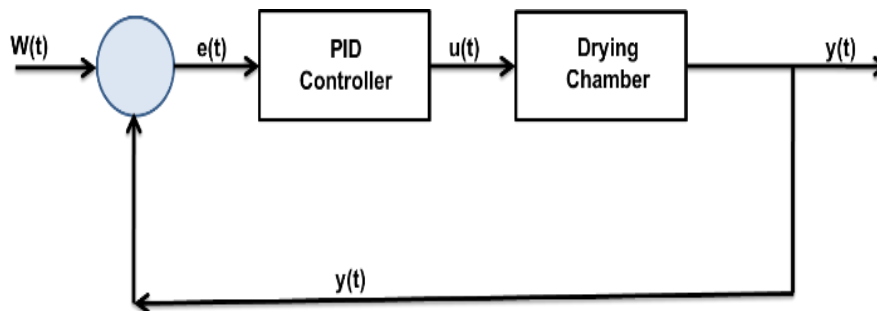 W(t)
e(t)
PID
Controller
u(t)
Drying
Chamber
y(t)
y(t)